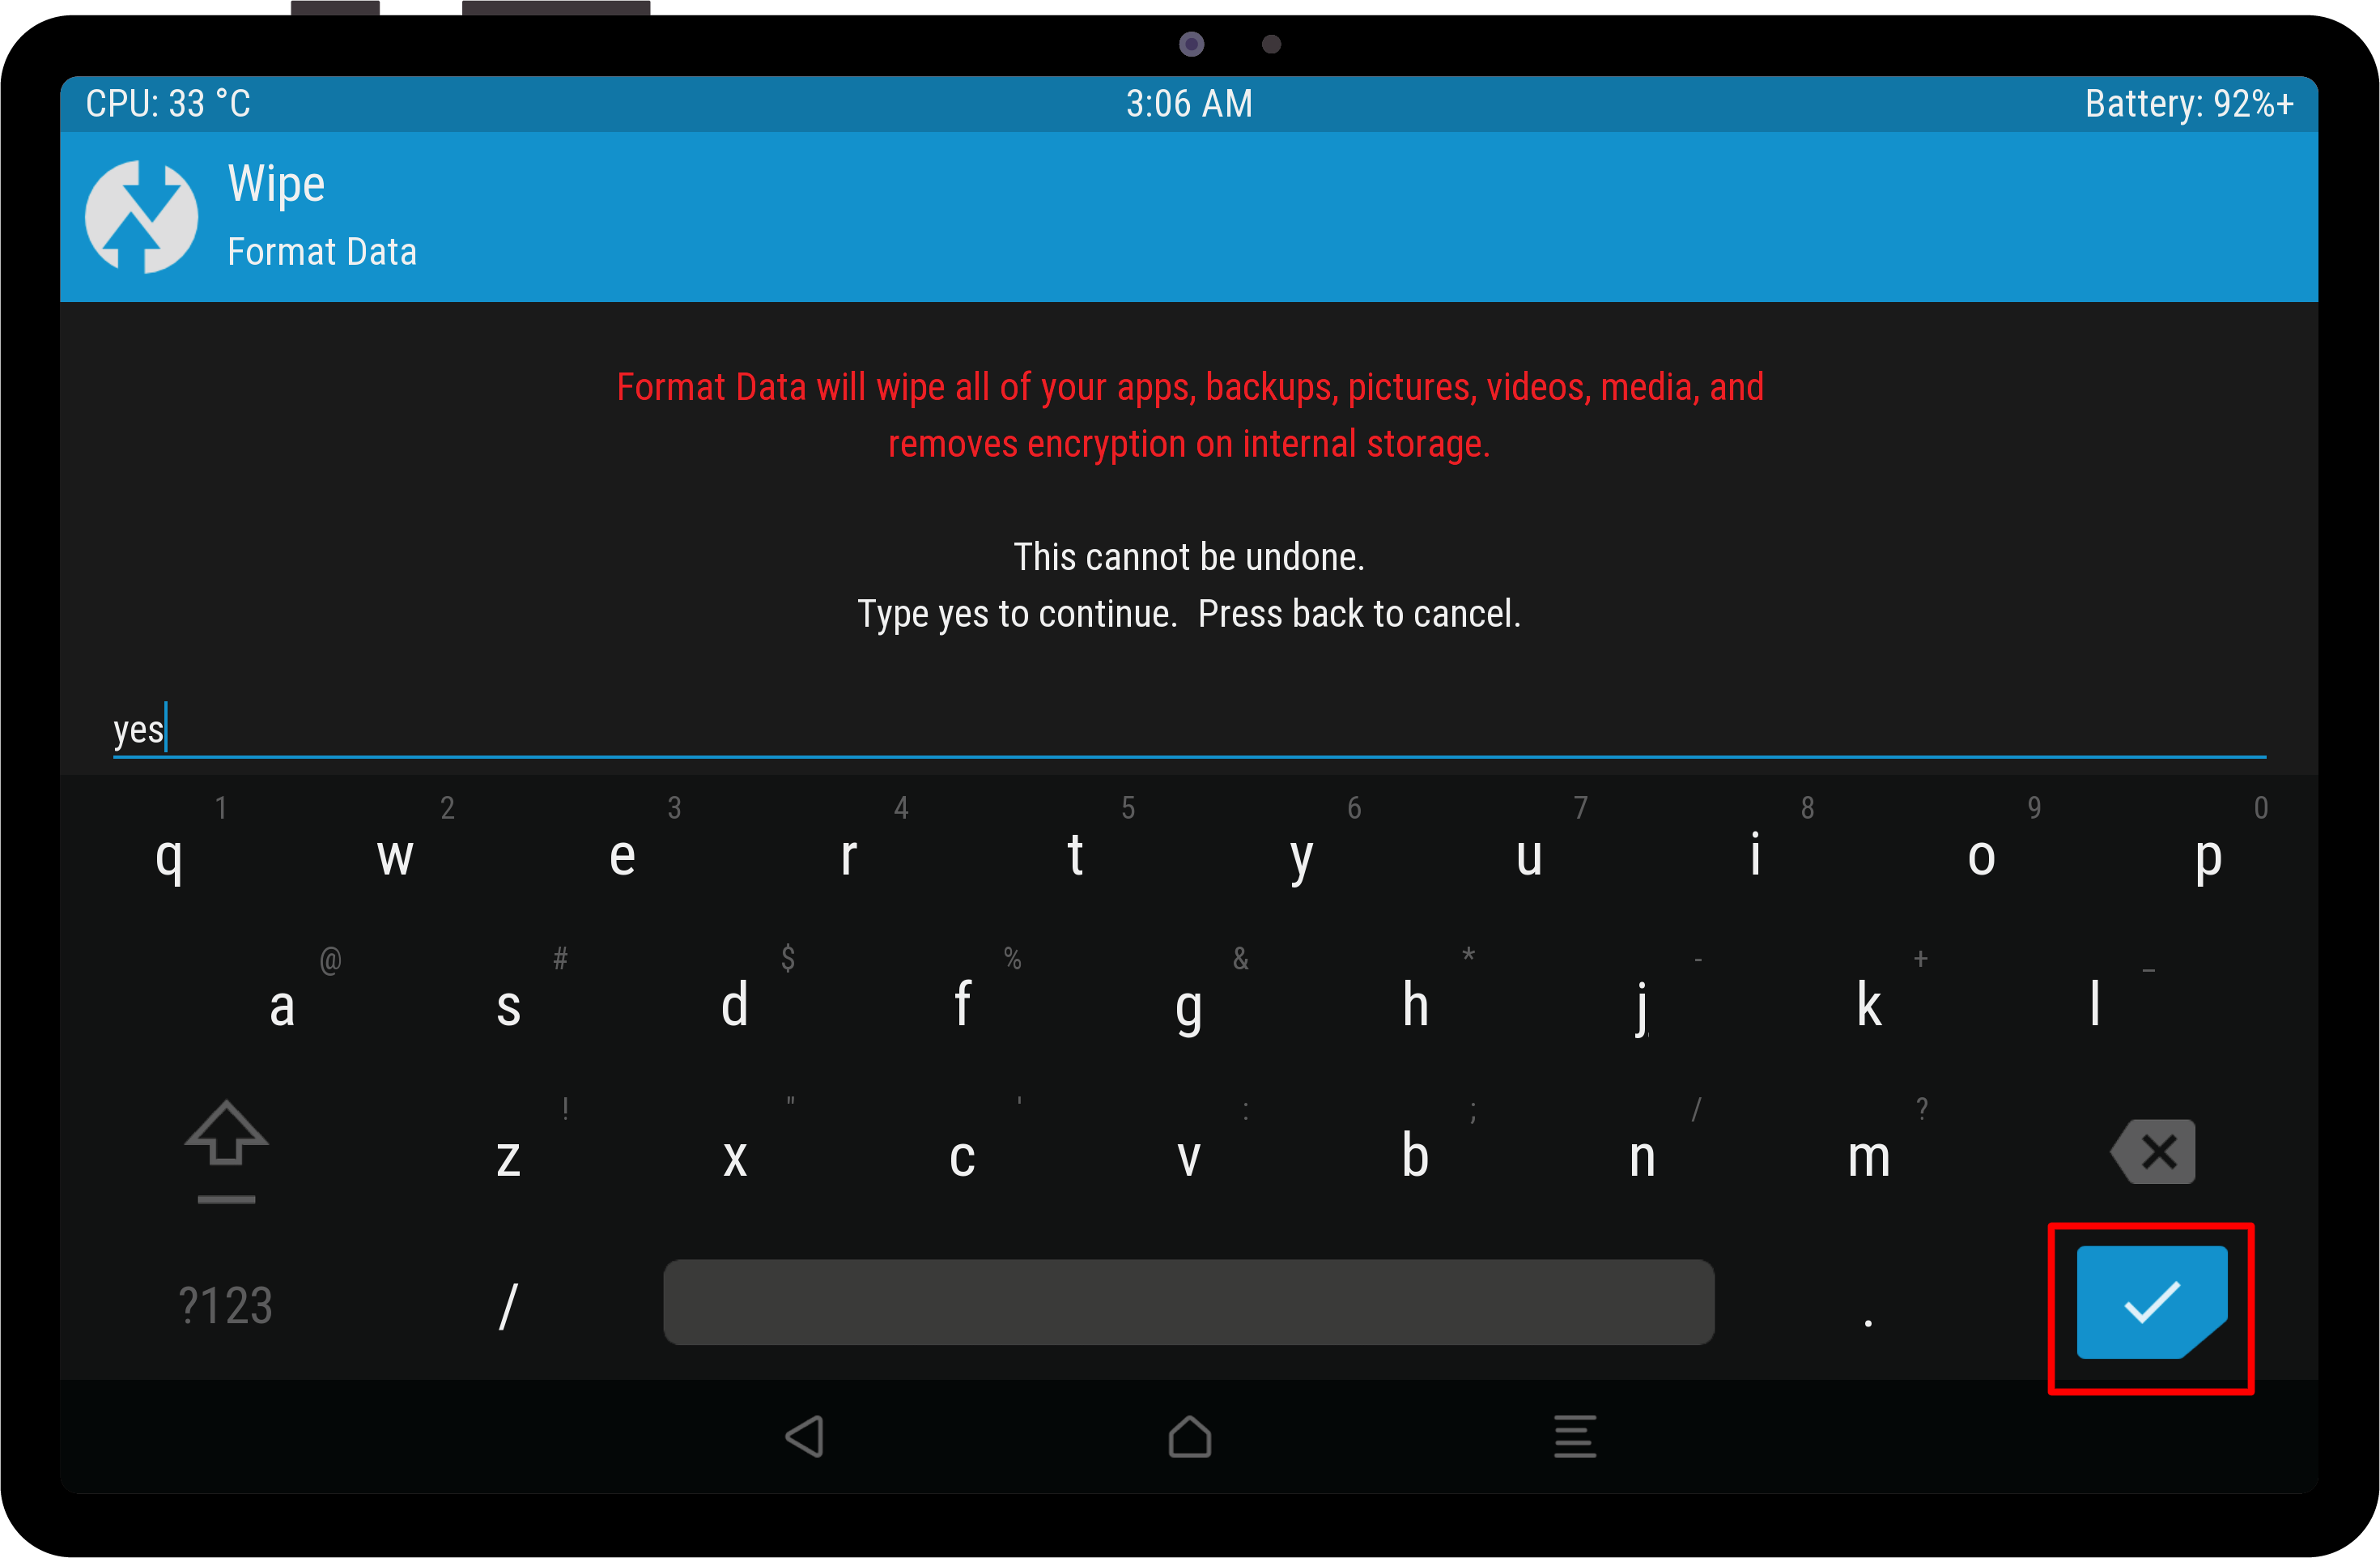 CPU: 33 °C 3:06 AM Battery: 92%+
Wipe
Format Data
Format Data will wipe all of your apps, backups, pictures, videos, media, and
removes encryption on internal storage.
This cannot be undone.
Type yes to continue.  Press back to cancel.
yes
1 2 3 4 5 6 7 8 9 0
q w e r t y u i o p
@ # $ % & * - + _
a s d f g h j k l
! " ' : ; / ?
z x c v b n m
?123 / .